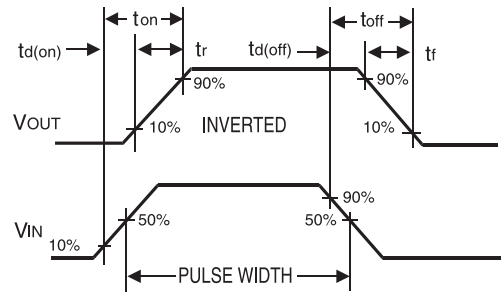 ton toff
td(on) tr td(off) tf
90% 90%
VOUT 10% INVERTED 10%
90%
VIN 50% 50%
10%
PULSE WIDTH